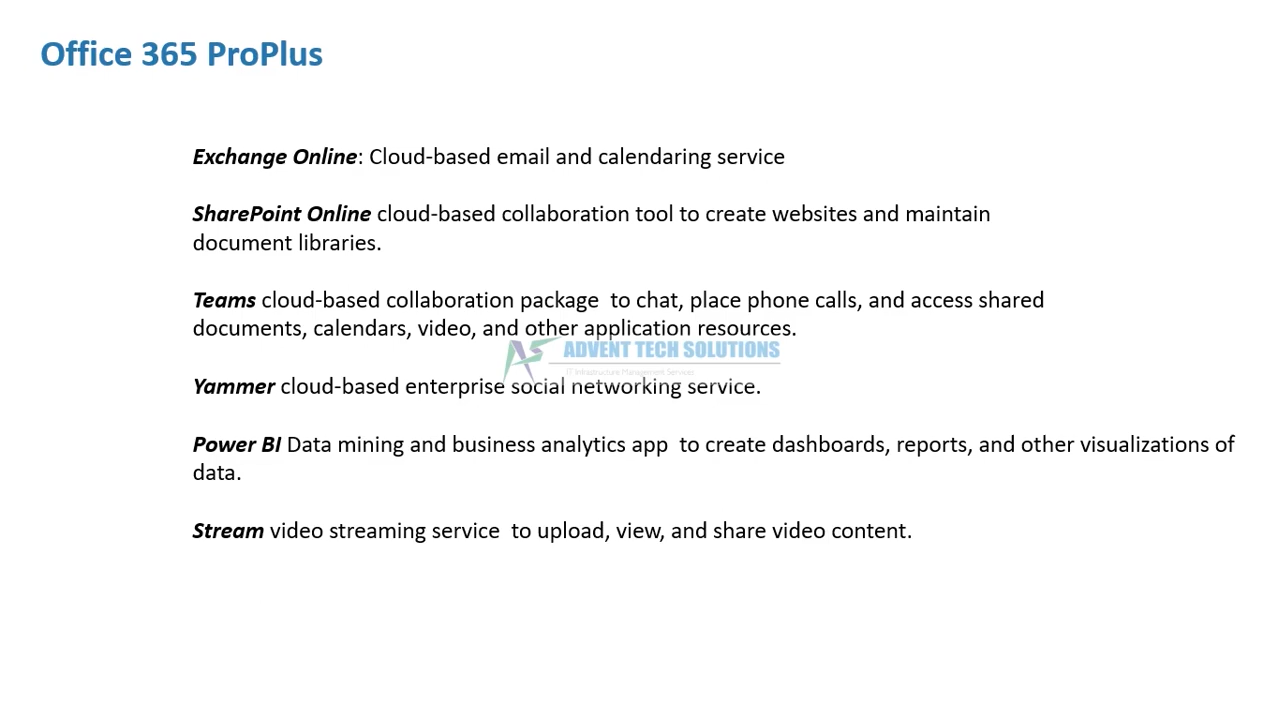 Office 365 ProPlus
Exchange Online: Cloud-based email and calendaring service
SharePoint Online cloud-based collaboration tool to create websites and maintain
document libraries.
Teams cloud-based collaboration package  to chat, place phone calls, and access shared
documents, calendars, video, and other application resources.
ADVENT TECH SOLUTIONS
IT Infrastructure Management Services
Yammer cloud-based enterprise social networking service.
Power BI Data mining and business analytics app  to create dashboards, reports, and other visualizations of
data.
Stream video streaming service  to upload, view, and share video content.